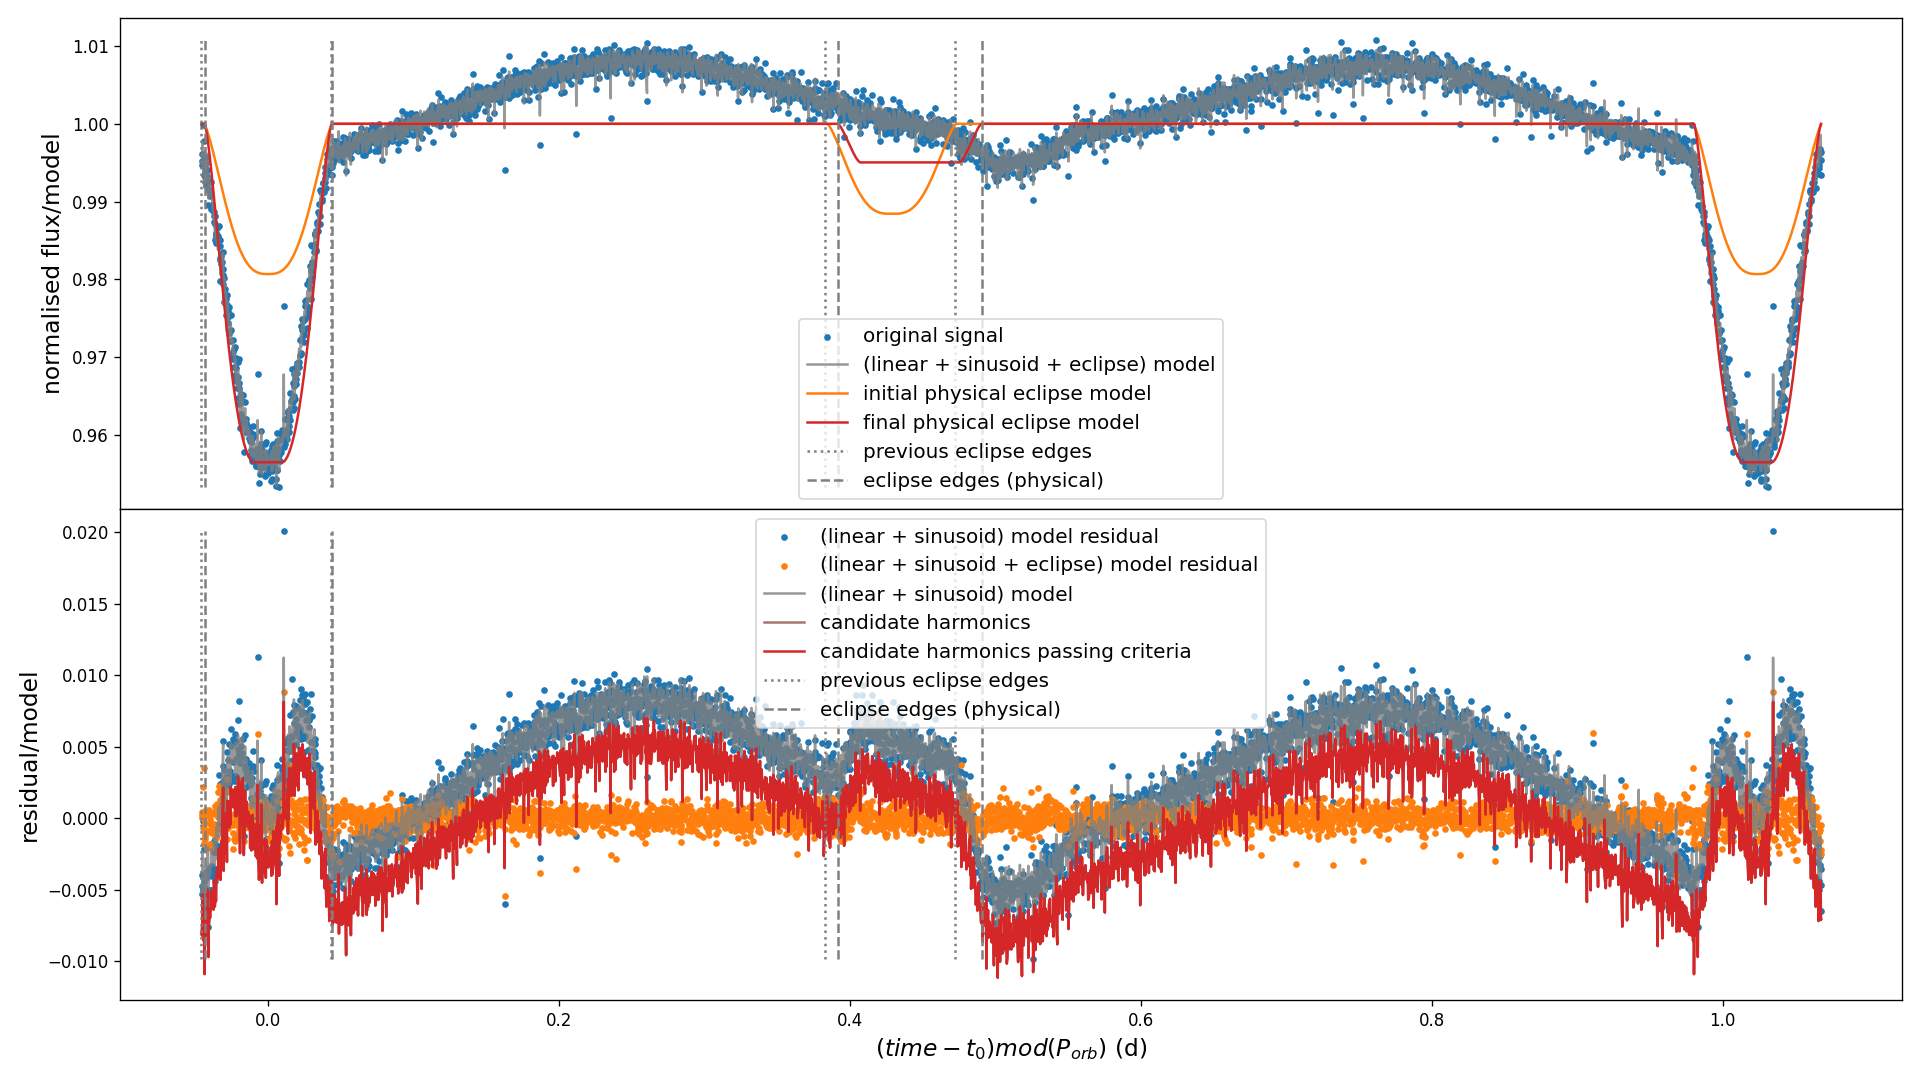 normalised flux/model
1.01
1.00
0.99
0.98
0.97
0.96
original signal
(linear + sinusoid + eclipse) model
initial physical eclipse model
final physical eclipse model
previous eclipse edges
eclipse edges (physical)
residual/model
0.020
0.015
0.010
0.005
0.000
−0.005
−0.010
(linear + sinusoid) model residual
(linear + sinusoid + eclipse) model residual
(linear + sinusoid) model
candidate harmonics
candidate harmonics passing criteria
previous eclipse edges
eclipse edges (physical)
0.0 0.2 0.4 0.6 0.8 1.0
(time − t₀)mod(P_orb) (d)